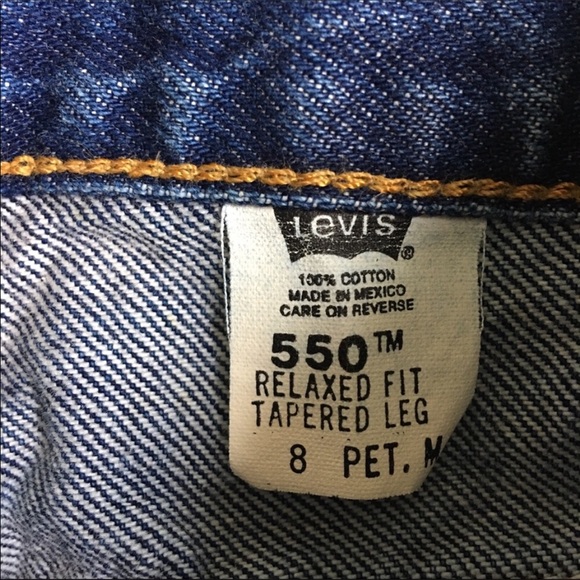 Levis
®
100% COTTON
MADE IN MEXICO
CARE ON REVERSE
550™
RELAXED FIT
TAPERED LEG
8 PET. M